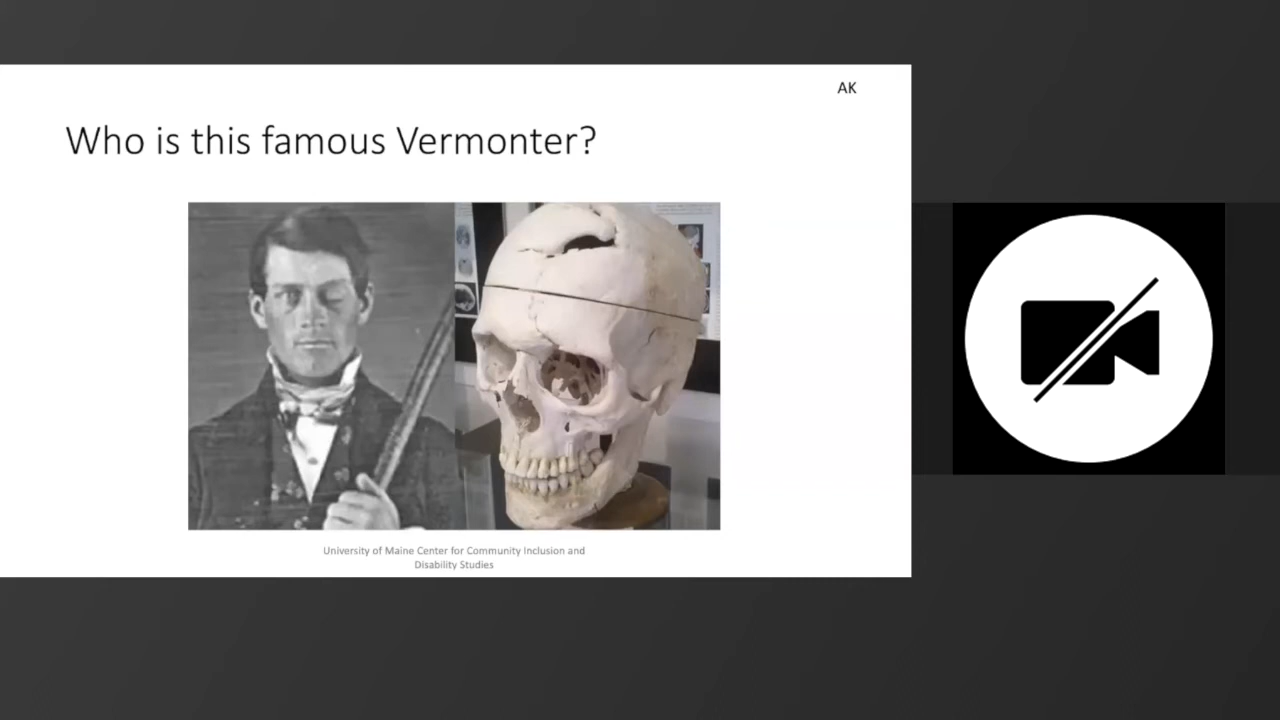 AK
Who is this famous Vermonter?
University of Maine Center for Community Inclusion and
Disability Studies